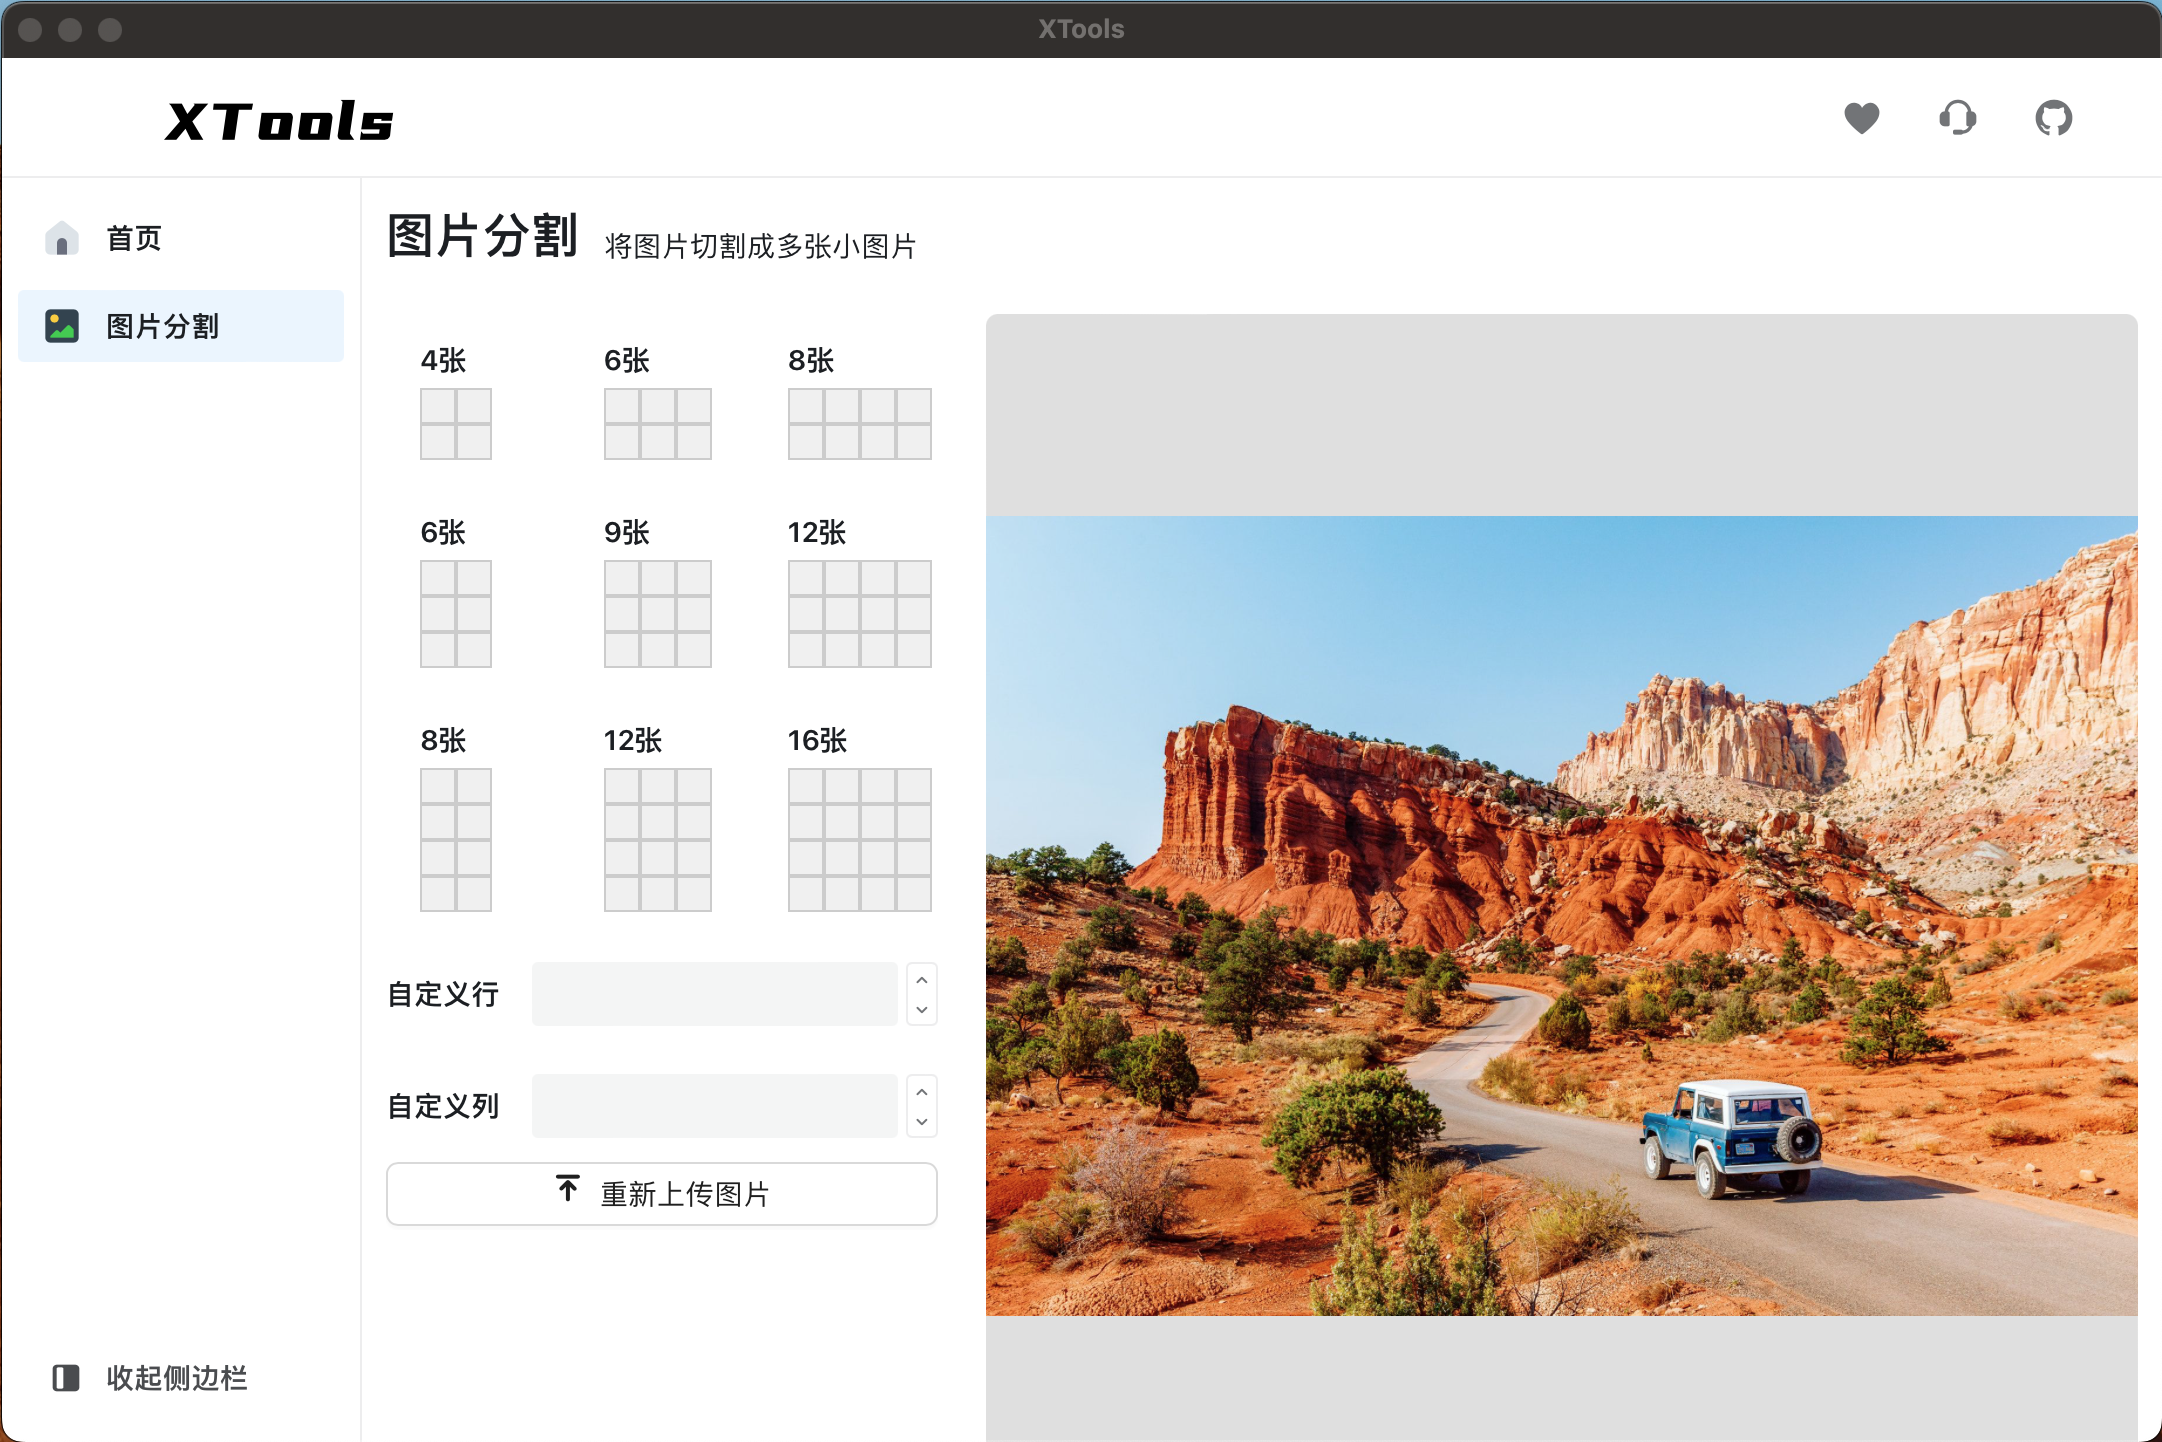 XTools
XTools
首页
图片分割
收起侧边栏
图片分割 将图片切割成多张小图片
4张 6张 8张
6张 9张 12张
8张 12张 16张
自定义行
自定义列
重新上传图片